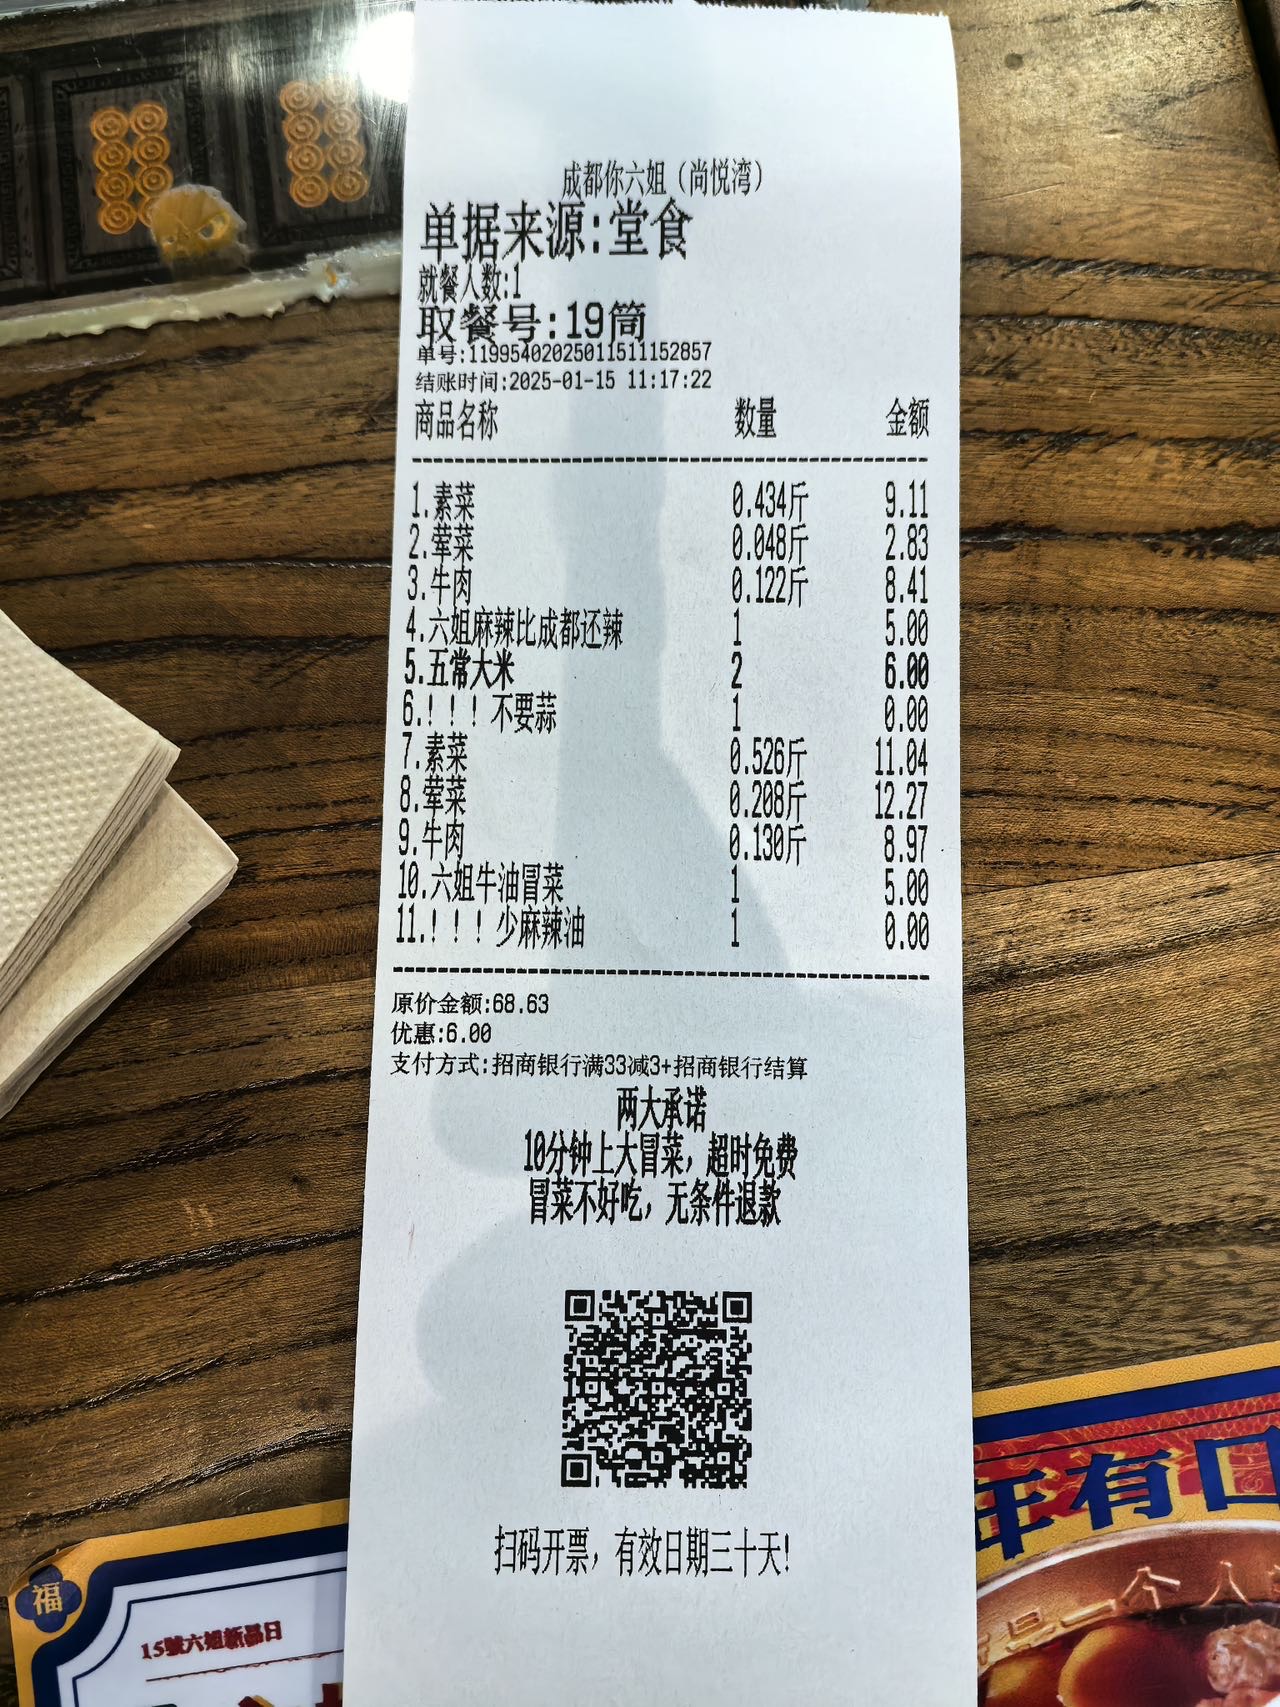 成都你六姐（尚悦湾）
单据来源:堂食
就餐人数:1
取餐号:19筒
单号:11995402025011511152857
结账时间:2025-01-15 11:17:22
商品名称 数量 金额
1.素菜 0.434斤 9.11
2.荤菜 0.048斤 2.83
3.牛肉 0.122斤 8.41
4.六姐麻辣比成都还辣 1 5.00
5.五常大米 2 6.00
6.！！！不要蒜 1 0.00
7.素菜 0.526斤 11.04
8.荤菜 0.208斤 12.27
9.牛肉 0.130斤 8.97
10.六姐牛油冒菜 1 5.00
11.！！！少麻辣油 1 0.00
原价金额:68.63
优惠:6.00
支付方式:招商银行满33减3+招商银行结算
两大承诺
10分钟上大冒菜，超时免费
冒菜不好吃，无条件退款
扫码开票，有效日期三十天!
福
15號六姐新品日
年有口
一个人